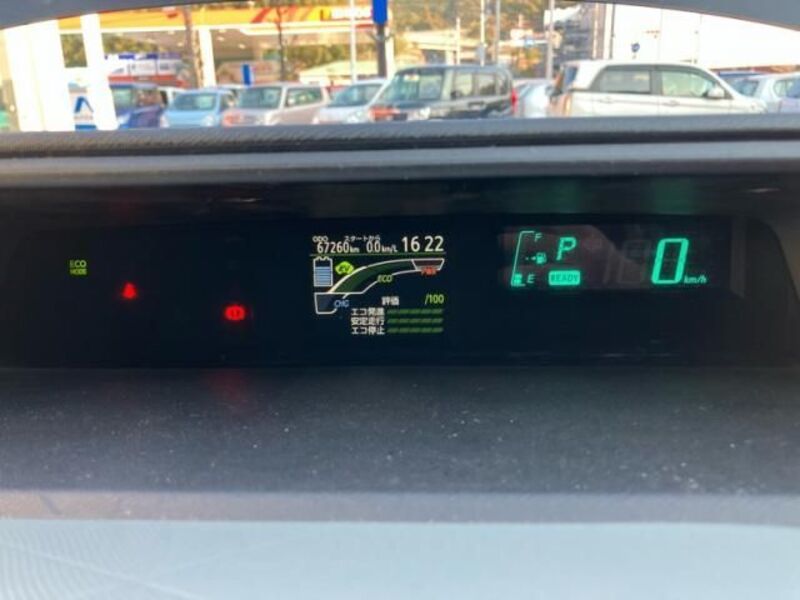 ECO
MODE
ODO
67260km
スタートから
0.0km/L
16 22
EV
ECO
PWR
CHG
評価 /100
エコ発進
安定走行
エコ停止
F
E
P
READY
0 km/h